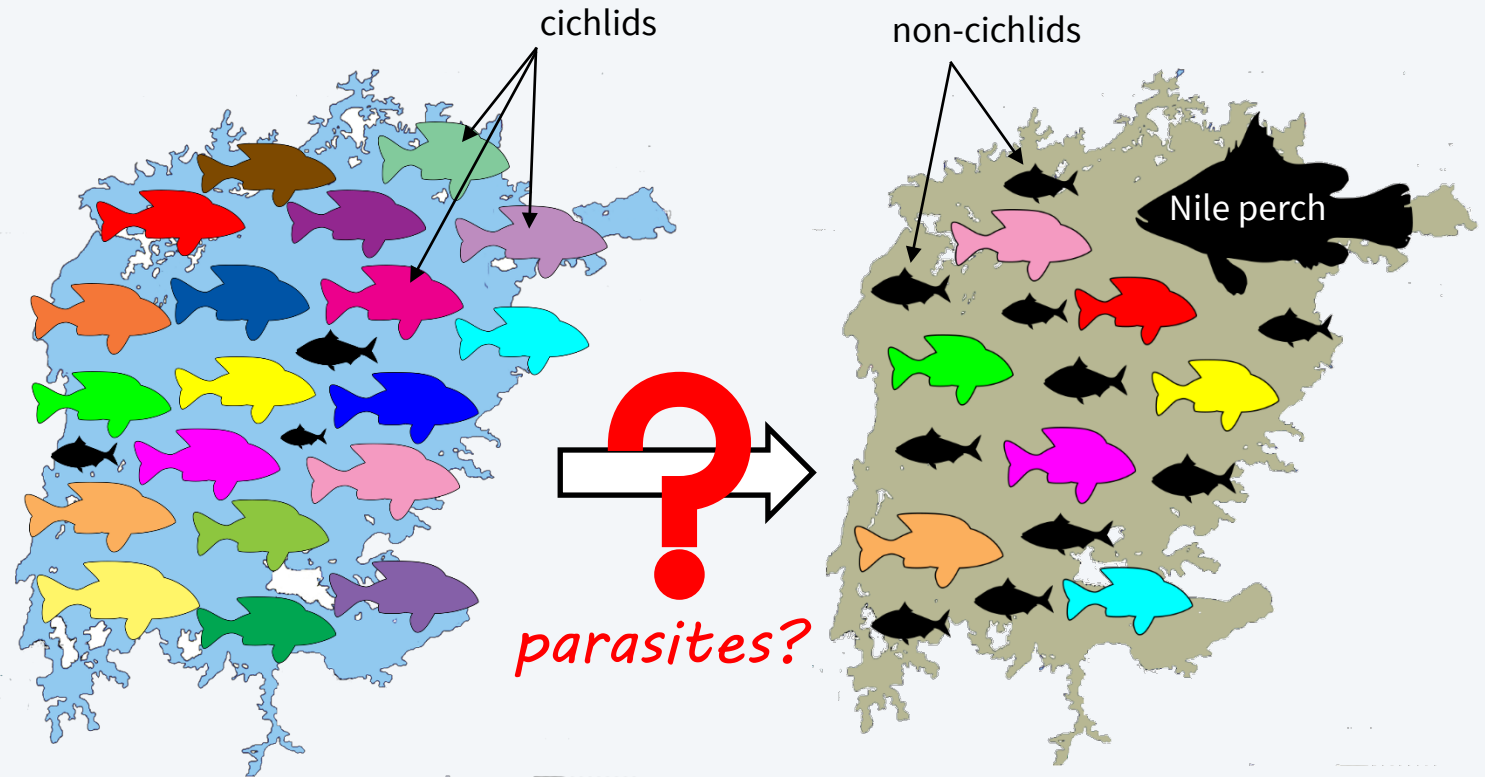 cichlids
non-cichlids
Nile perch
?
parasites?